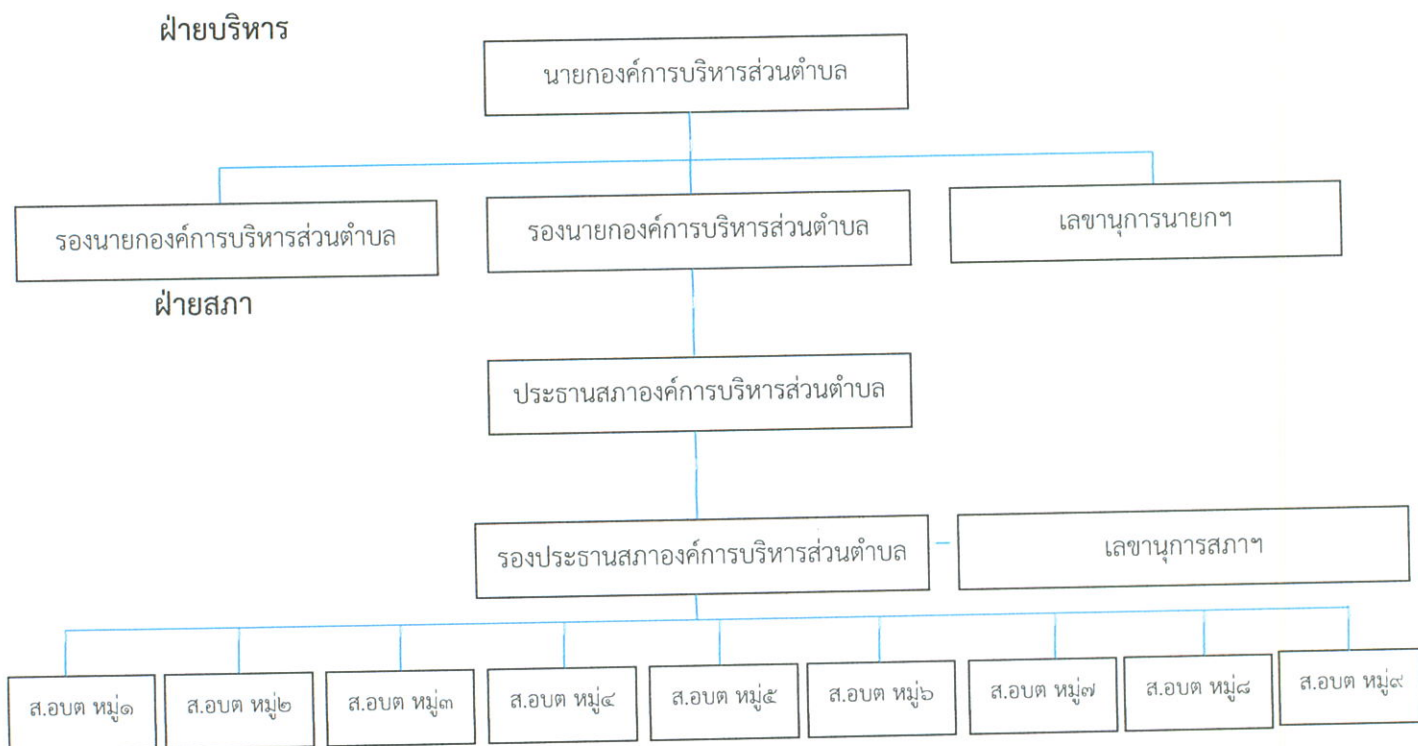 ฝ่ายบริหาร
นายกองค์การบริหารส่วนตำบล
รองนายกองค์การบริหารส่วนตำบล
รองนายกองค์การบริหารส่วนตำบล
เลขานุการนายกฯ
ฝ่ายสภา
ประธานสภาองค์การบริหารส่วนตำบล
รองประธานสภาองค์การบริหารส่วนตำบล
เลขานุการสภาฯ
ส.อบต หมู่๑
ส.อบต หมู่๒
ส.อบต หมู่๓
ส.อบต หมู่๔
ส.อบต หมู่๕
ส.อบต หมู่๖
ส.อบต หมู่๗
ส.อบต หมู่๘
ส.อบต หมู่๙